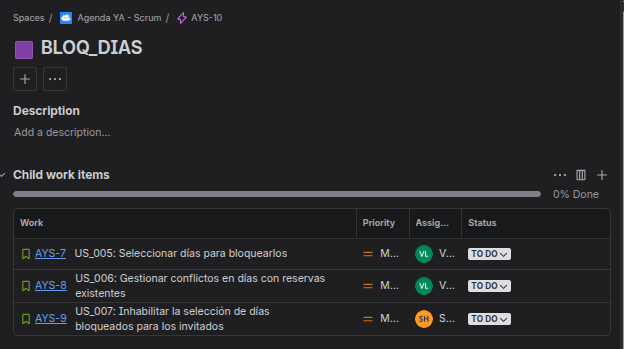 Spaces / Agenda YA - Scrum / AYS-10
BLOQ_DIAS
Description
Add a description...
Child work items
0% Done
Work Priority Assig... Status
AYS-7 US_005: Seleccionar días para bloquearlos M... VL V... TO DO
AYS-8 US_006: Gestionar conflictos en días con reservas
existentes M... VL V... TO DO
AYS-9 US_007: Inhabilitar la selección de días
bloqueados para los invitados M... SH S... TO DO